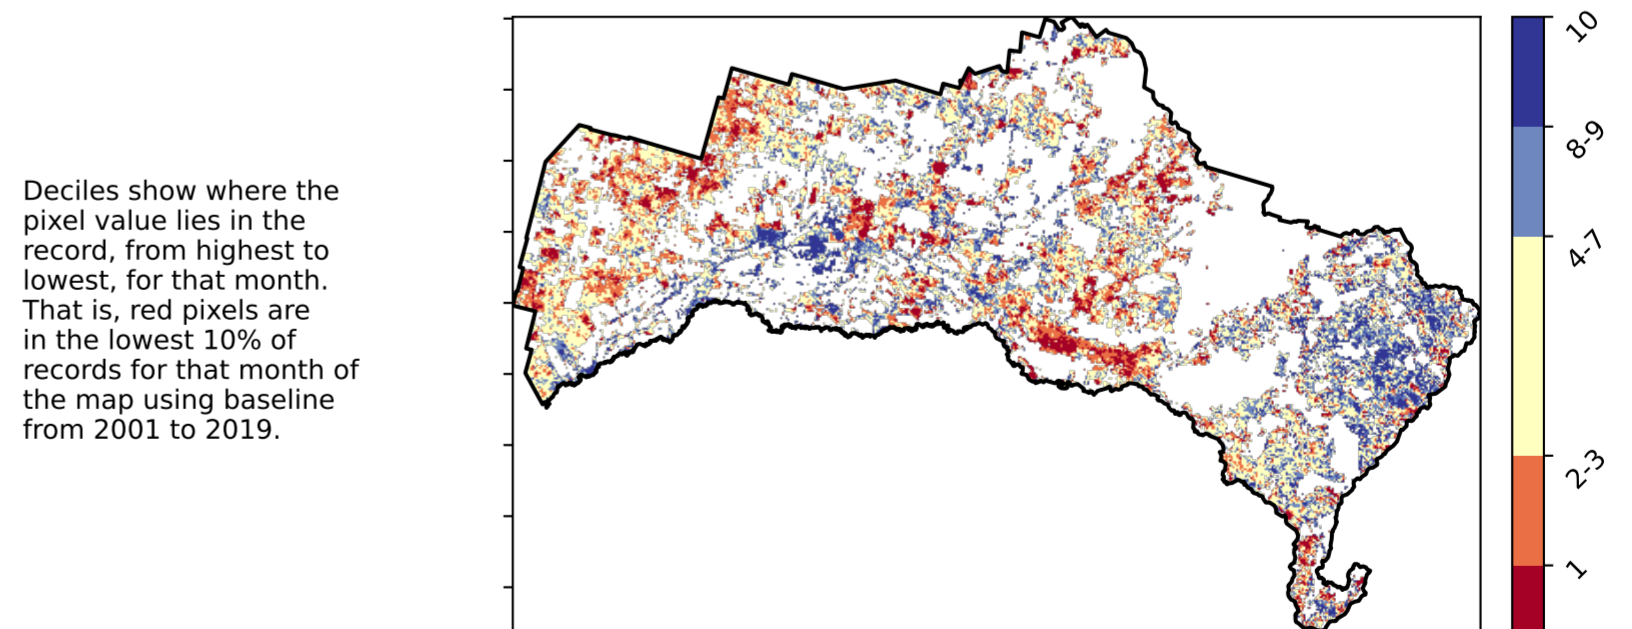 Deciles show where the
pixel value lies in the
record, from highest to
lowest, for that month.
That is, red pixels are
in the lowest 10% of
records for that month of
the map using baseline
from 2001 to 2019.
10
8-9
4-7
2-3
1